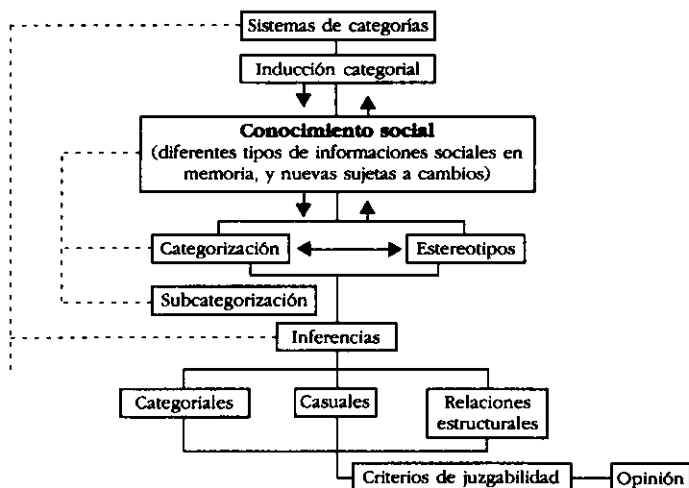 Sistemas de categorías
Inducción categorial
Conocimiento social
(diferentes tipos de informaciones sociales en
memoria, y nuevas sujetas a cambios)
Categorización
Estereotipos
Subcategorización
Inferencias
Categoriales
Casuales
Relaciones
estructurales
Criterios de juzgabilidad
Opinión